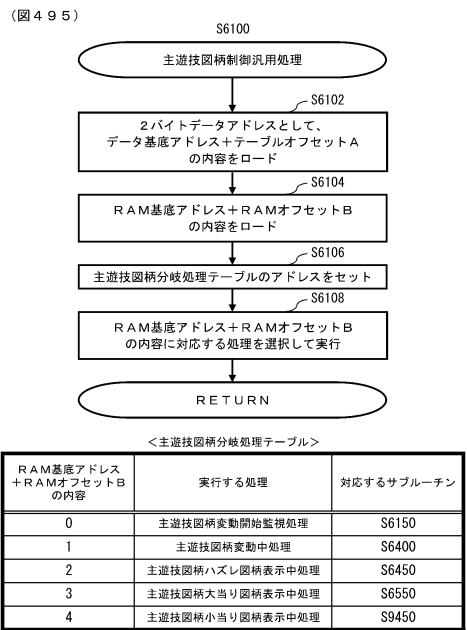 （図４９５）
S6100
主遊技図柄制御汎用処理
S6102
２バイトデータアドレスとして、
データ基底アドレス＋テーブルオフセットＡ
の内容をロード
S6104
ＲＡＭ基底アドレス＋ＲＡＭオフセットＢ
の内容をロード
S6106
主遊技図柄分岐処理テーブルのアドレスをセット
S6108
ＲＡＭ基底アドレス＋ＲＡＭオフセットＢ
の内容に対応する処理を選択して実行
ＲＥＴＵＲＮ
＜主遊技図柄分岐処理テーブル＞
ＲＡＭ基底アドレス
＋ＲＡＭオフセットＢ
の内容
実行する処理
対応するサブルーチン
0 主遊技図柄変動開始監視処理 S6150
1 主遊技図柄変動中処理 S6400
2 主遊技図柄ハズレ図柄表示中処理 S6450
3 主遊技図柄大当り図柄表示中処理 S6550
4 主遊技図柄小当り図柄表示中処理 S9450